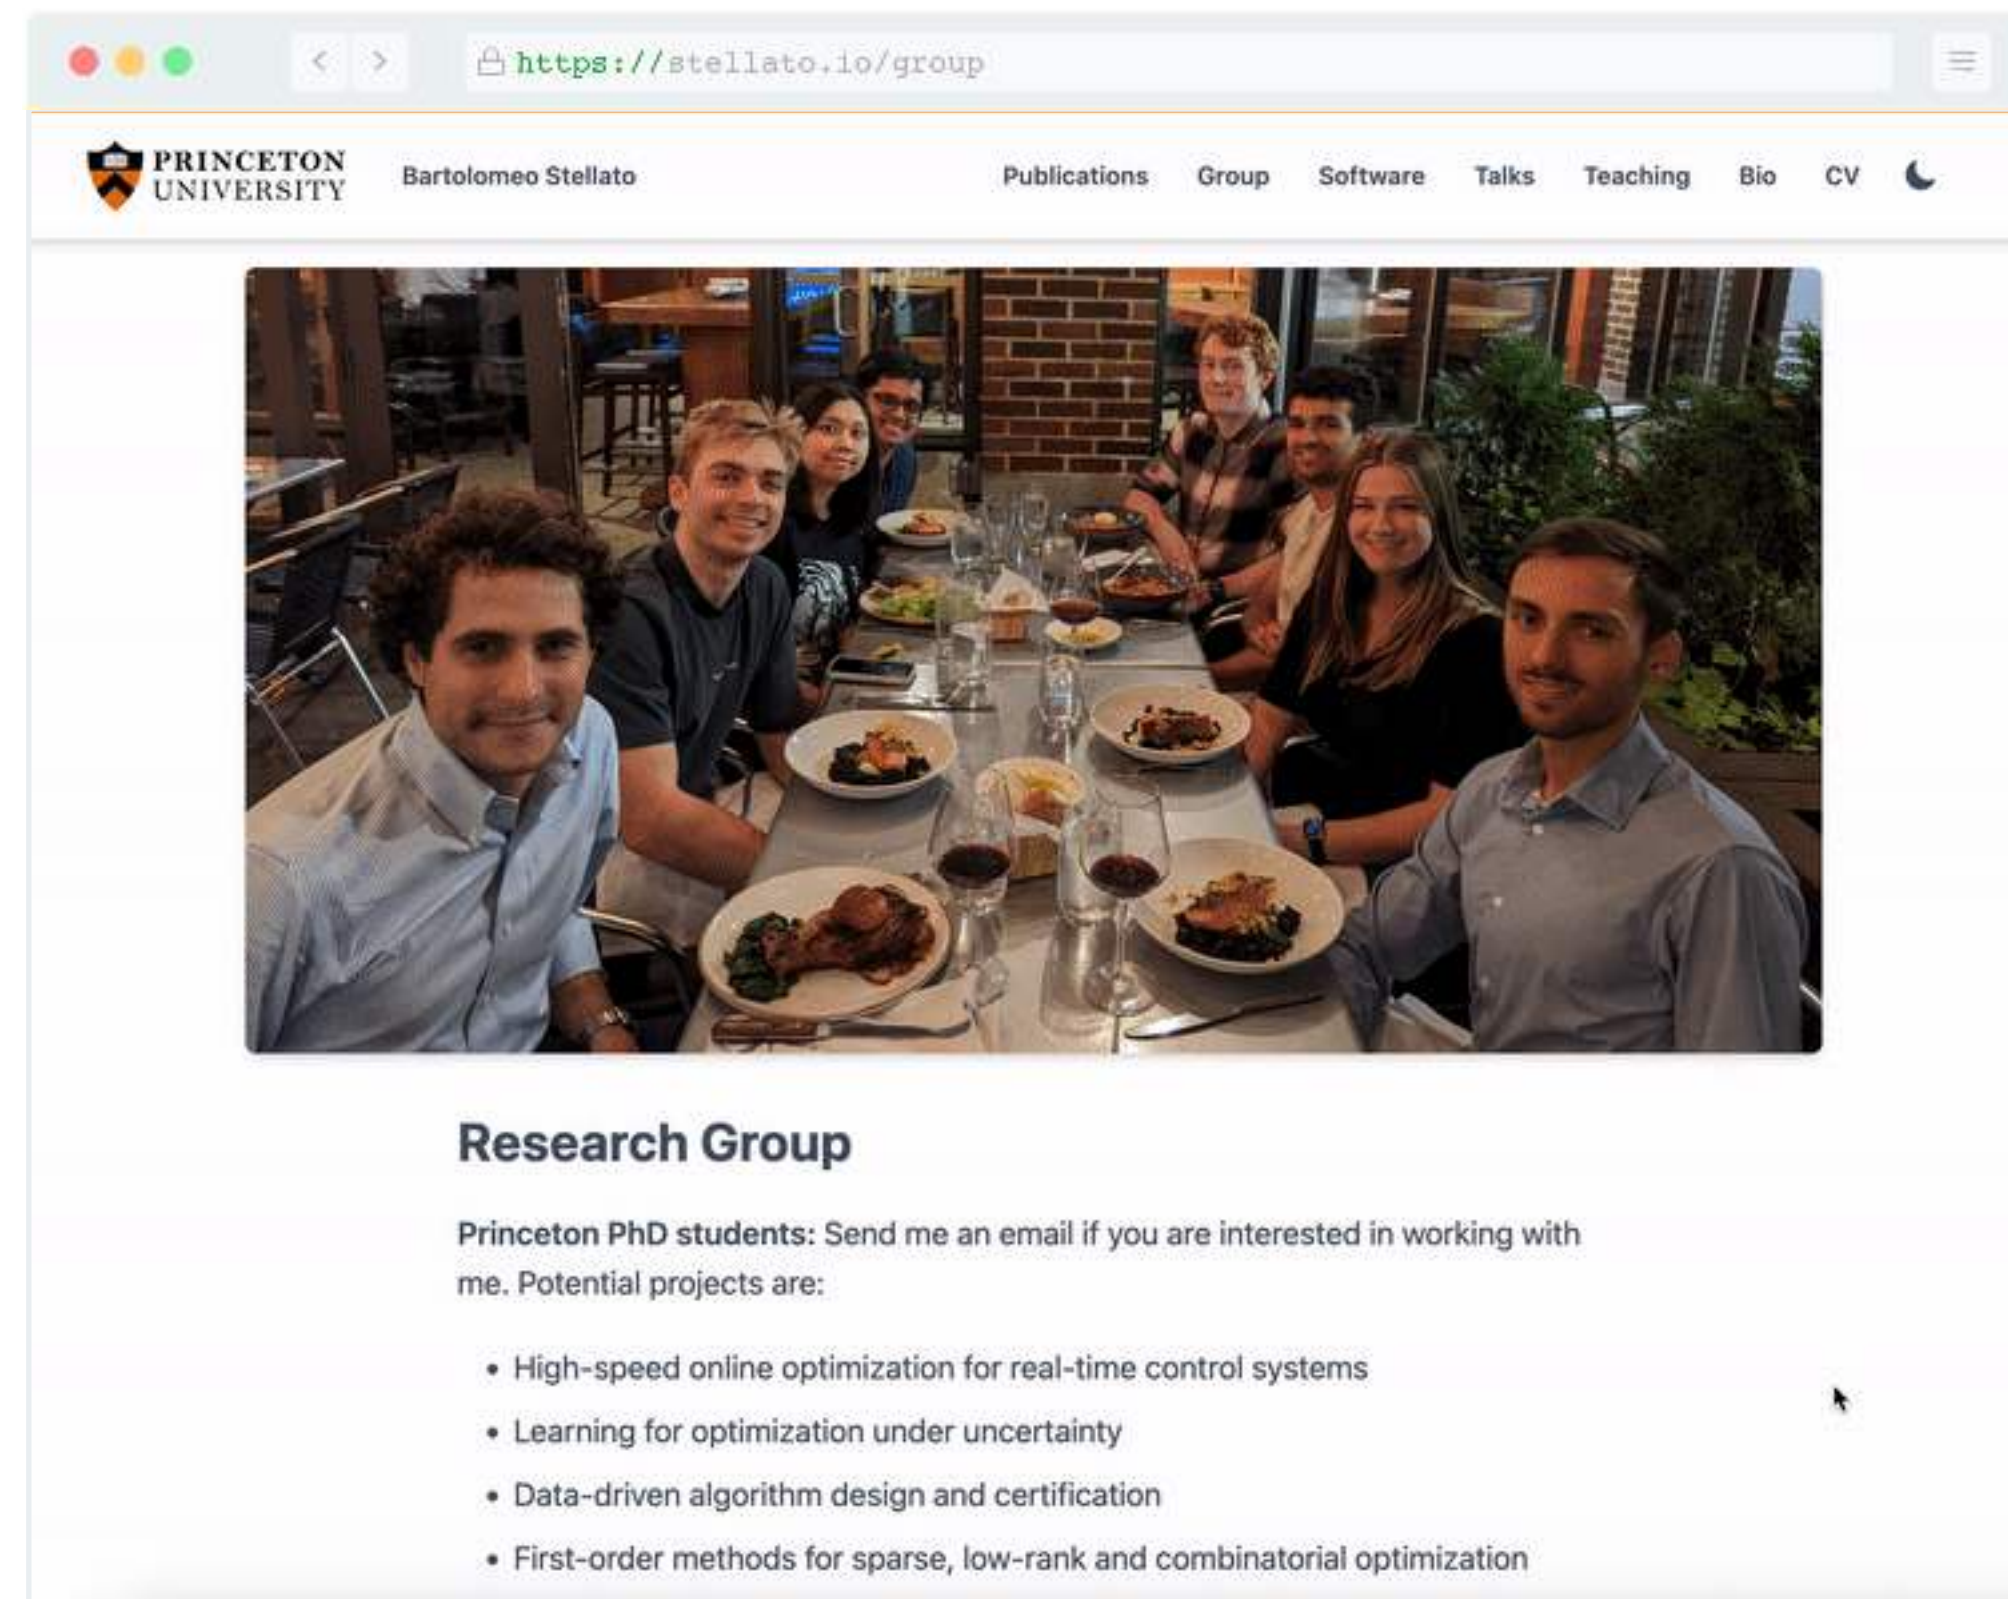 https://stellato.io/group
PRINCETON
UNIVERSITY
Bartolomeo Stellato
Publications
Group
Software
Talks
Teaching
Bio
CV
Research Group
Princeton PhD students: Send me an email if you are interested in working with
me. Potential projects are:
• High-speed online optimization for real-time control systems
• Learning for optimization under uncertainty
• Data-driven algorithm design and certification
• First-order methods for sparse, low-rank and combinatorial optimization